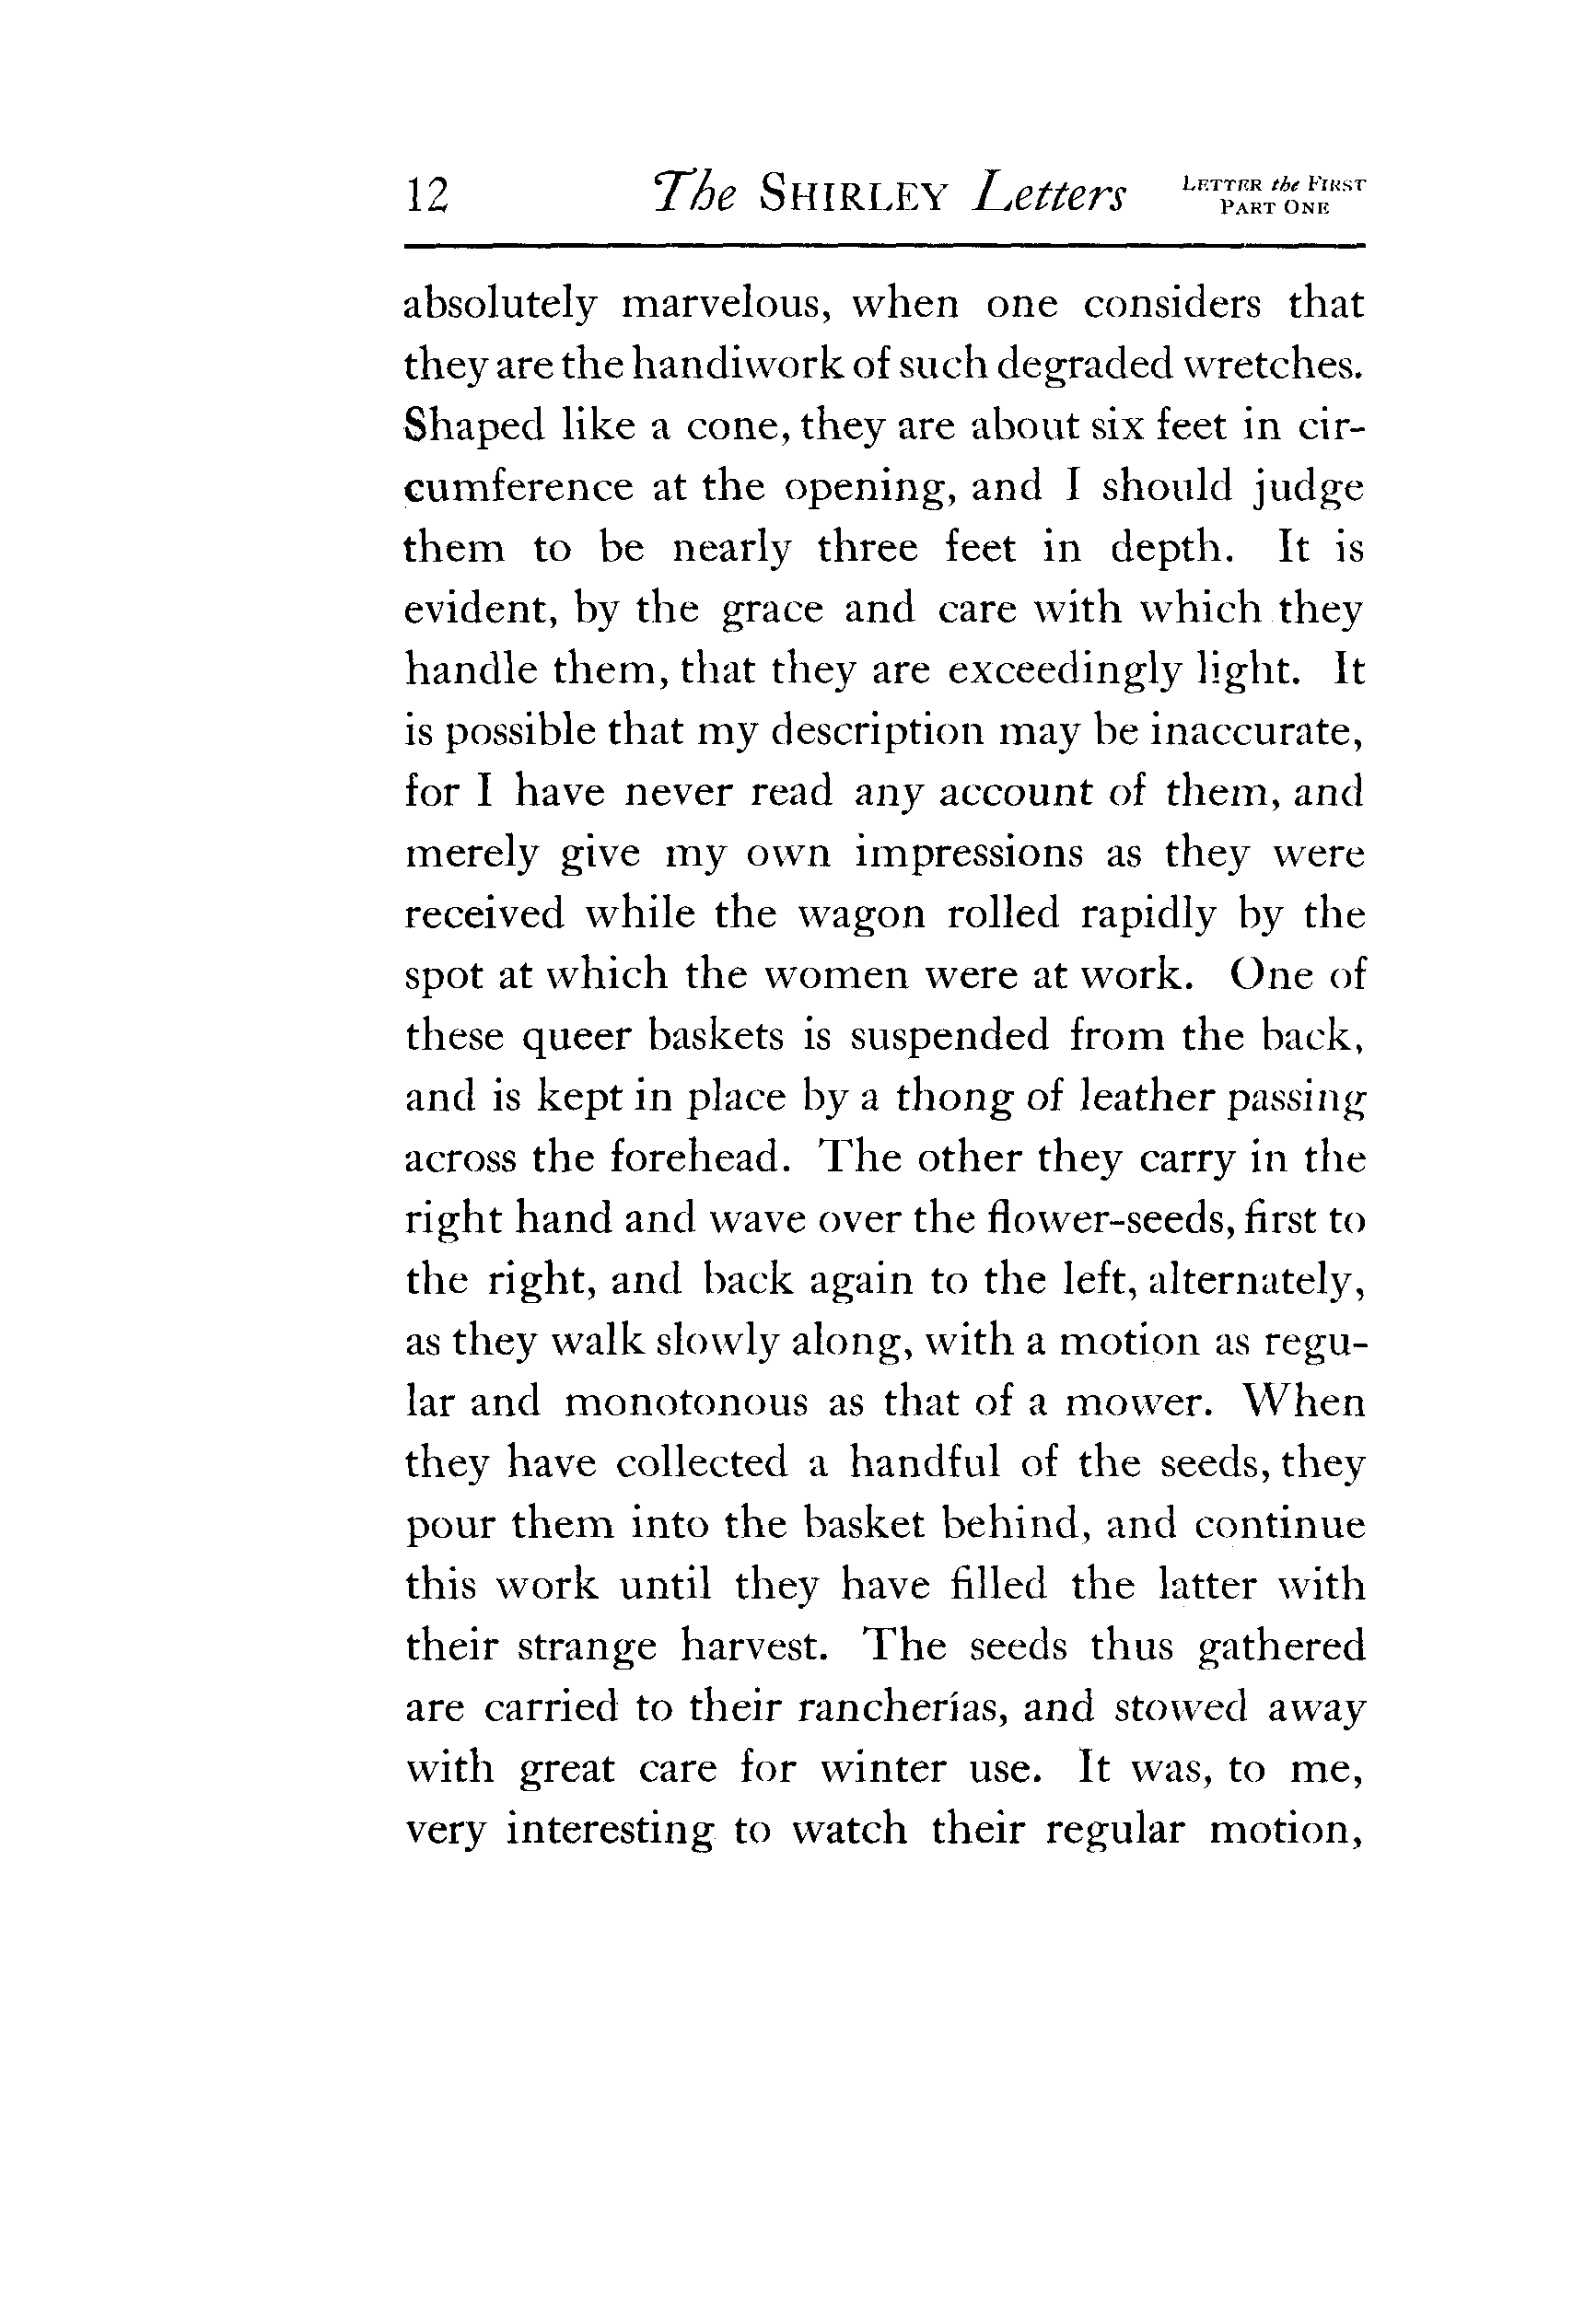 12 The SHIRLEY Letters LETTER the FIRST
PART ONE
absolutely marvelous, when one considers that
they are the handiwork of such degraded wretches.
Shaped like a cone, they are about six feet in cir-
cumference at the opening, and I should judge
them to be nearly three feet in depth. It is
evident, by the grace and care with which they
handle them, that they are exceedingly light. It
is possible that my description may be inaccurate,
for I have never read any account of them, and
merely give my own impressions as they were
received while the wagon rolled rapidly by the
spot at which the women were at work. One of
these queer baskets is suspended from the back,
and is kept in place by a thong of leather passing
across the forehead. The other they carry in the
right hand and wave over the flower-seeds, first to
the right, and back again to the left, alternately,
as they walk slowly along, with a motion as regu-
lar and monotonous as that of a mower. When
they have collected a handful of the seeds, they
pour them into the basket behind, and continue
this work until they have filled the latter with
their strange harvest. The seeds thus gathered
are carried to their rancherías, and stowed away
with great care for winter use. It was, to me,
very interesting to watch their regular motion,